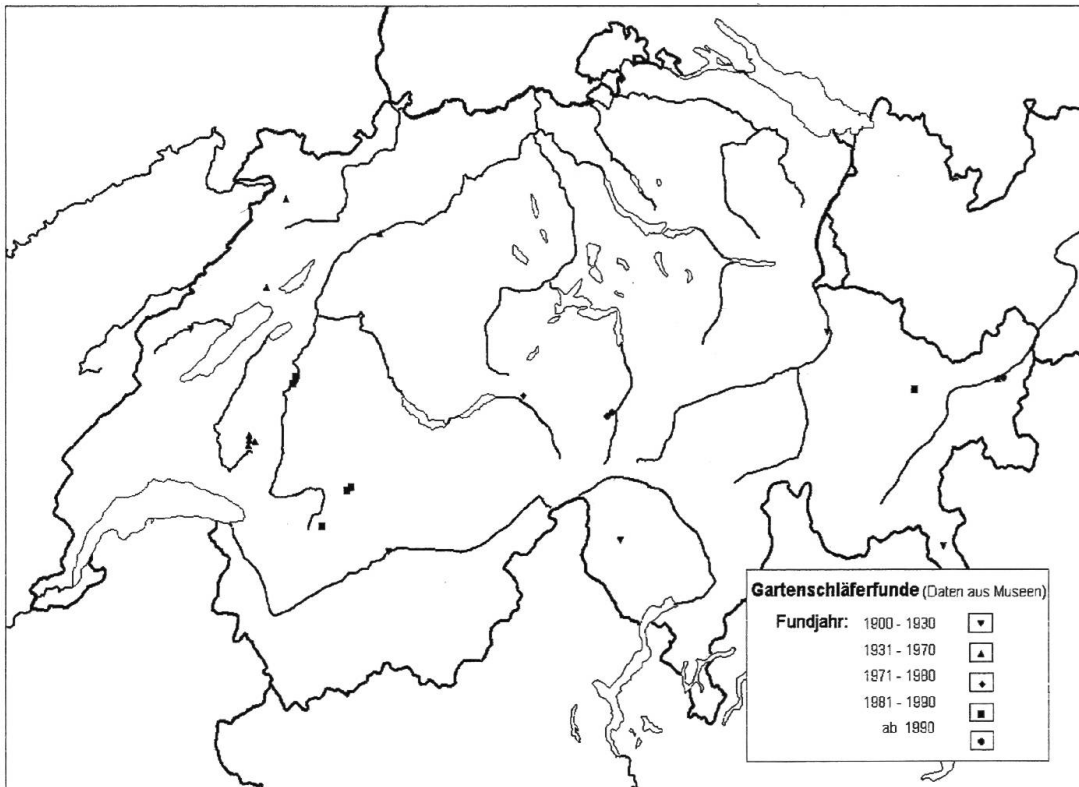 Gartenschläferfunde (Daten aus Museen)
Fundjahr: 1900 - 1930
1931 - 1970
1971 - 1980
1981 - 1990
ab 1990